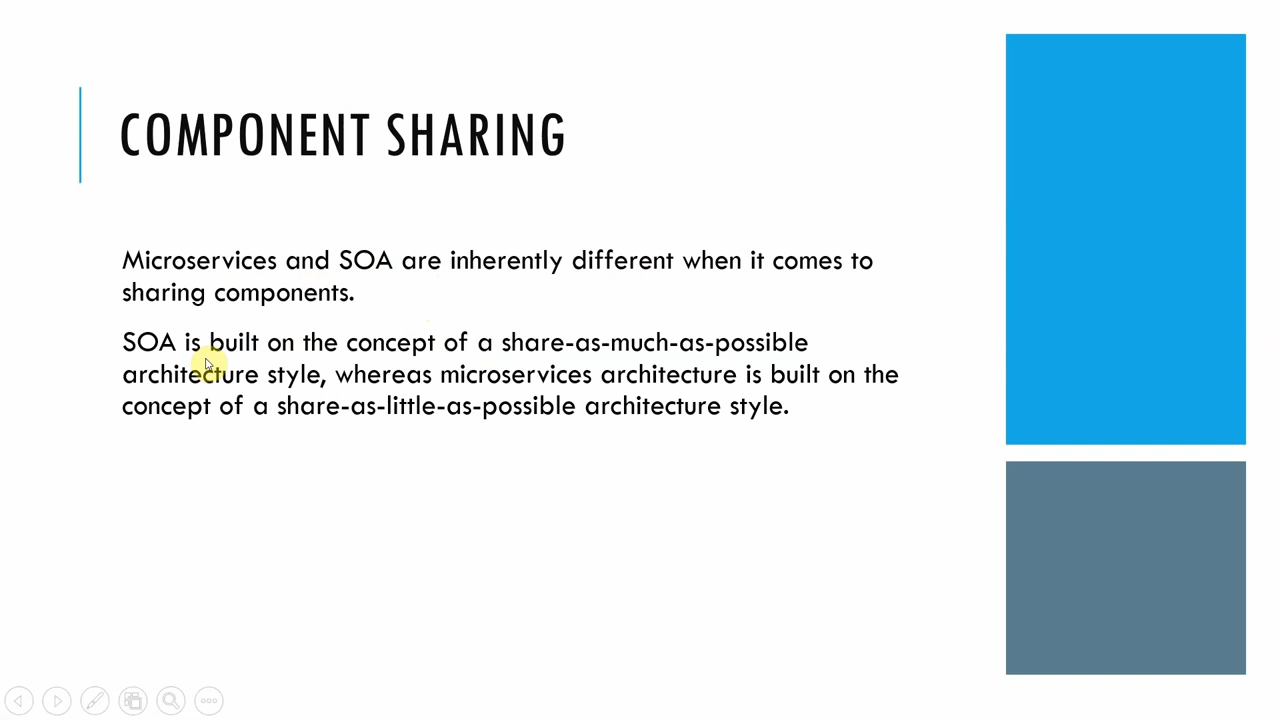 COMPONENT SHARING
Microservices and SOA are inherently different when it comes to
sharing components.
SOA is built on the concept of a share-as-much-as-possible
architecture style, whereas microservices architecture is built on the
concept of a share-as-little-as-possible architecture style.